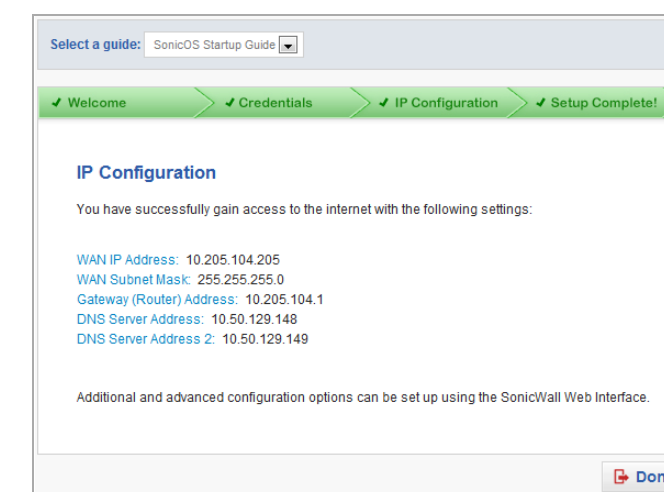 Select a guide: SonicOS Startup Guide
✔ Welcome ✔ Credentials ✔ IP Configuration ✔ Setup Complete!
IP Configuration
You have successfully gain access to the internet with the following settings:
WAN IP Address: 10.205.104.205
WAN Subnet Mask: 255.255.255.0
Gateway (Router) Address: 10.205.104.1
DNS Server Address: 10.50.129.148
DNS Server Address 2: 10.50.129.149
Additional and advanced configuration options can be set up using the SonicWall Web Interface.
Don